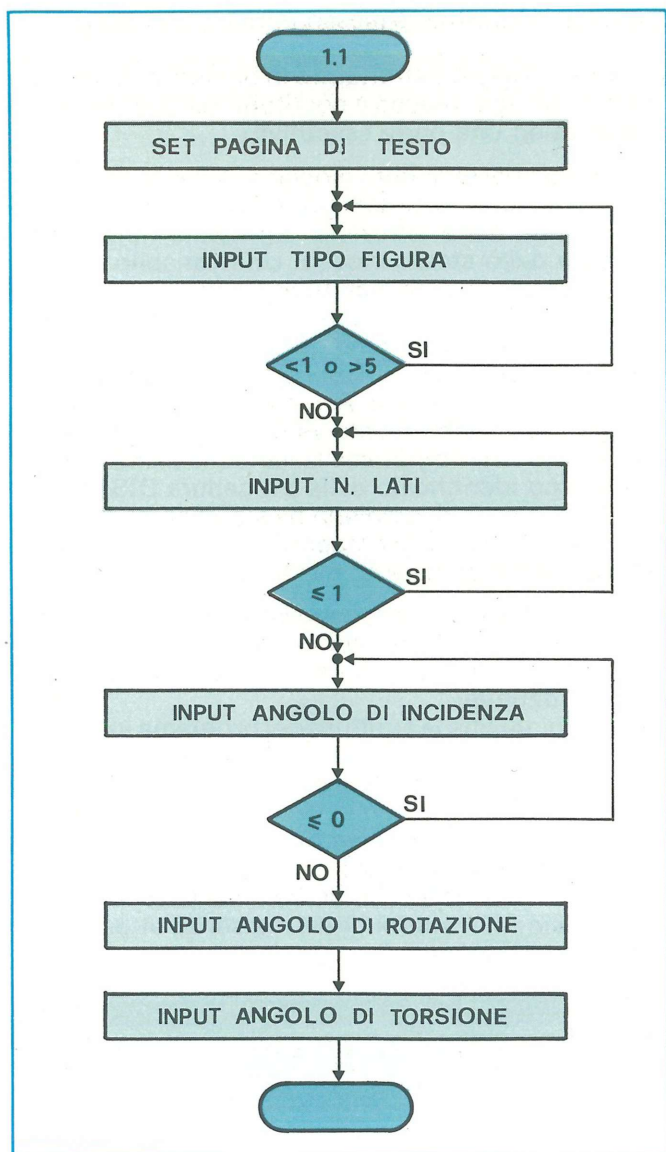 1.1
SET PAGINA DI TESTO
INPUT TIPO FIGURA
<1 o >5
SI
NO
INPUT N. LATI
≤ 1
SI
NO
INPUT ANGOLO DI INCIDENZA
≤ 0
SI
NO
INPUT ANGOLO DI ROTAZIONE
INPUT ANGOLO DI TORSIONE